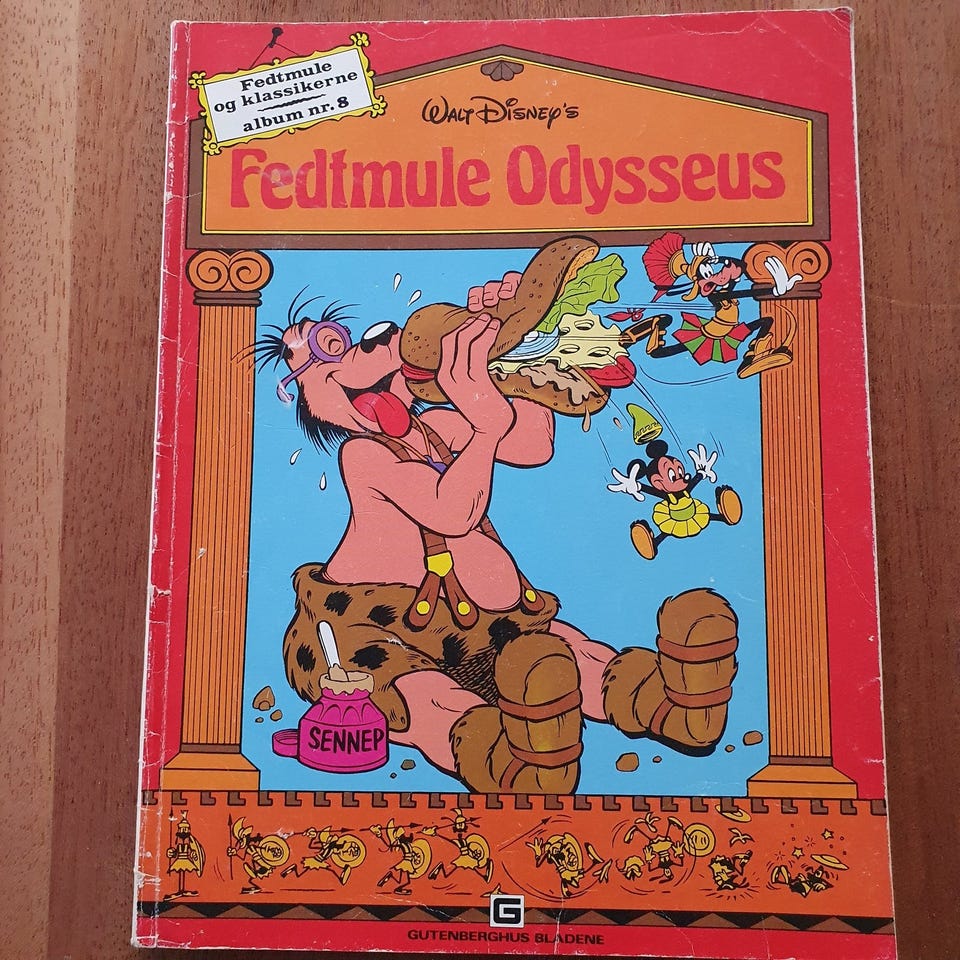 Fedtmule
og klassikerne
album nr. 8
WALT DISNEY'S
Fedtmule Odysseus
SENNEP
G
GUTENBERGHUS BLADENE